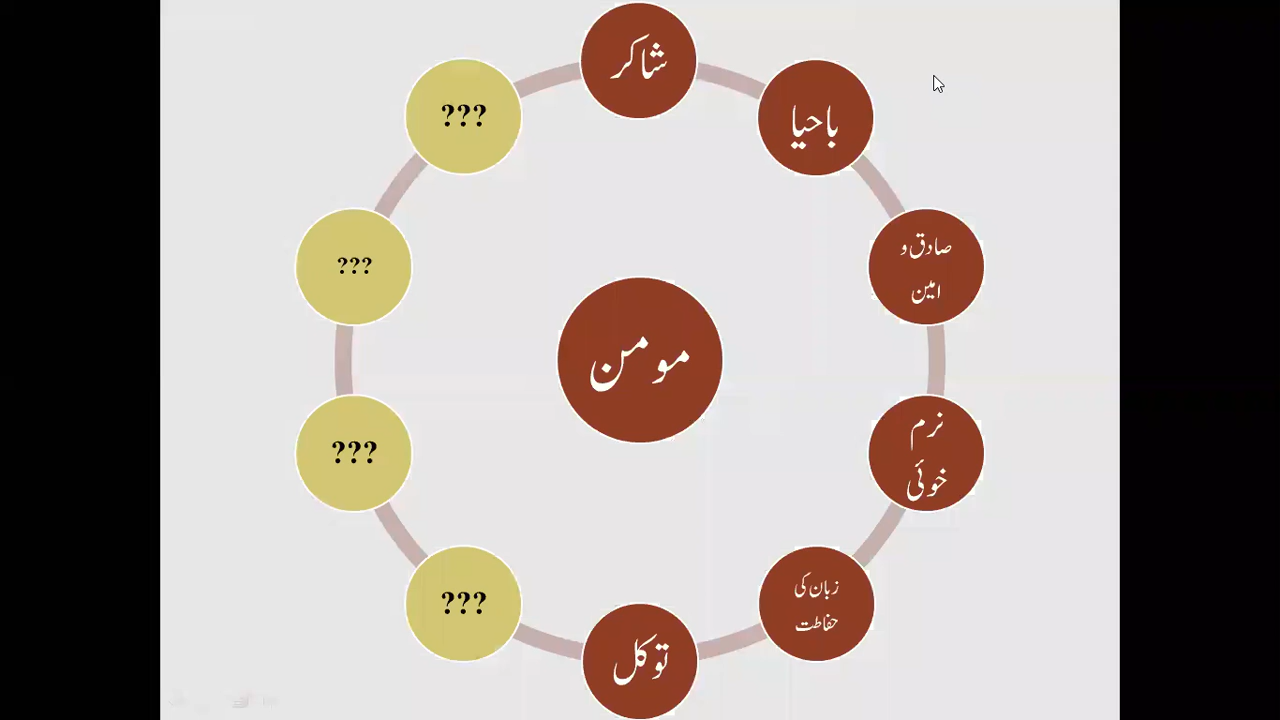 شاکر
باحیا
صادق و
امین
نرم
خوئی
زبان کی
حفاظت
توکل
???
???
???
???
مومن